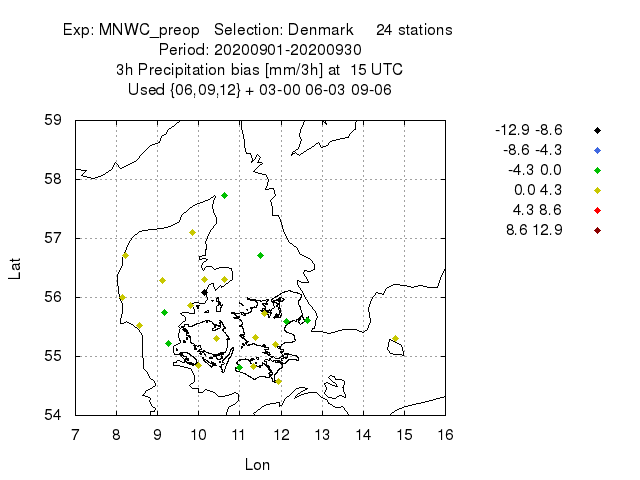 Exp: MNWC_preop Selection: Denmark 24 stations
Period: 20200901-20200930
3h Precipitation bias [mm/3h] at 15 UTC
Used {06,09,12} + 03-00 06-03 09-06
-12.9 -8.6
-8.6 -4.3
-4.3 0.0
0.0 4.3
4.3 8.6
8.6 12.9
59
58
57
56
55
54
Lat
7 8 9 10 11 12 13 14 15 16
Lon